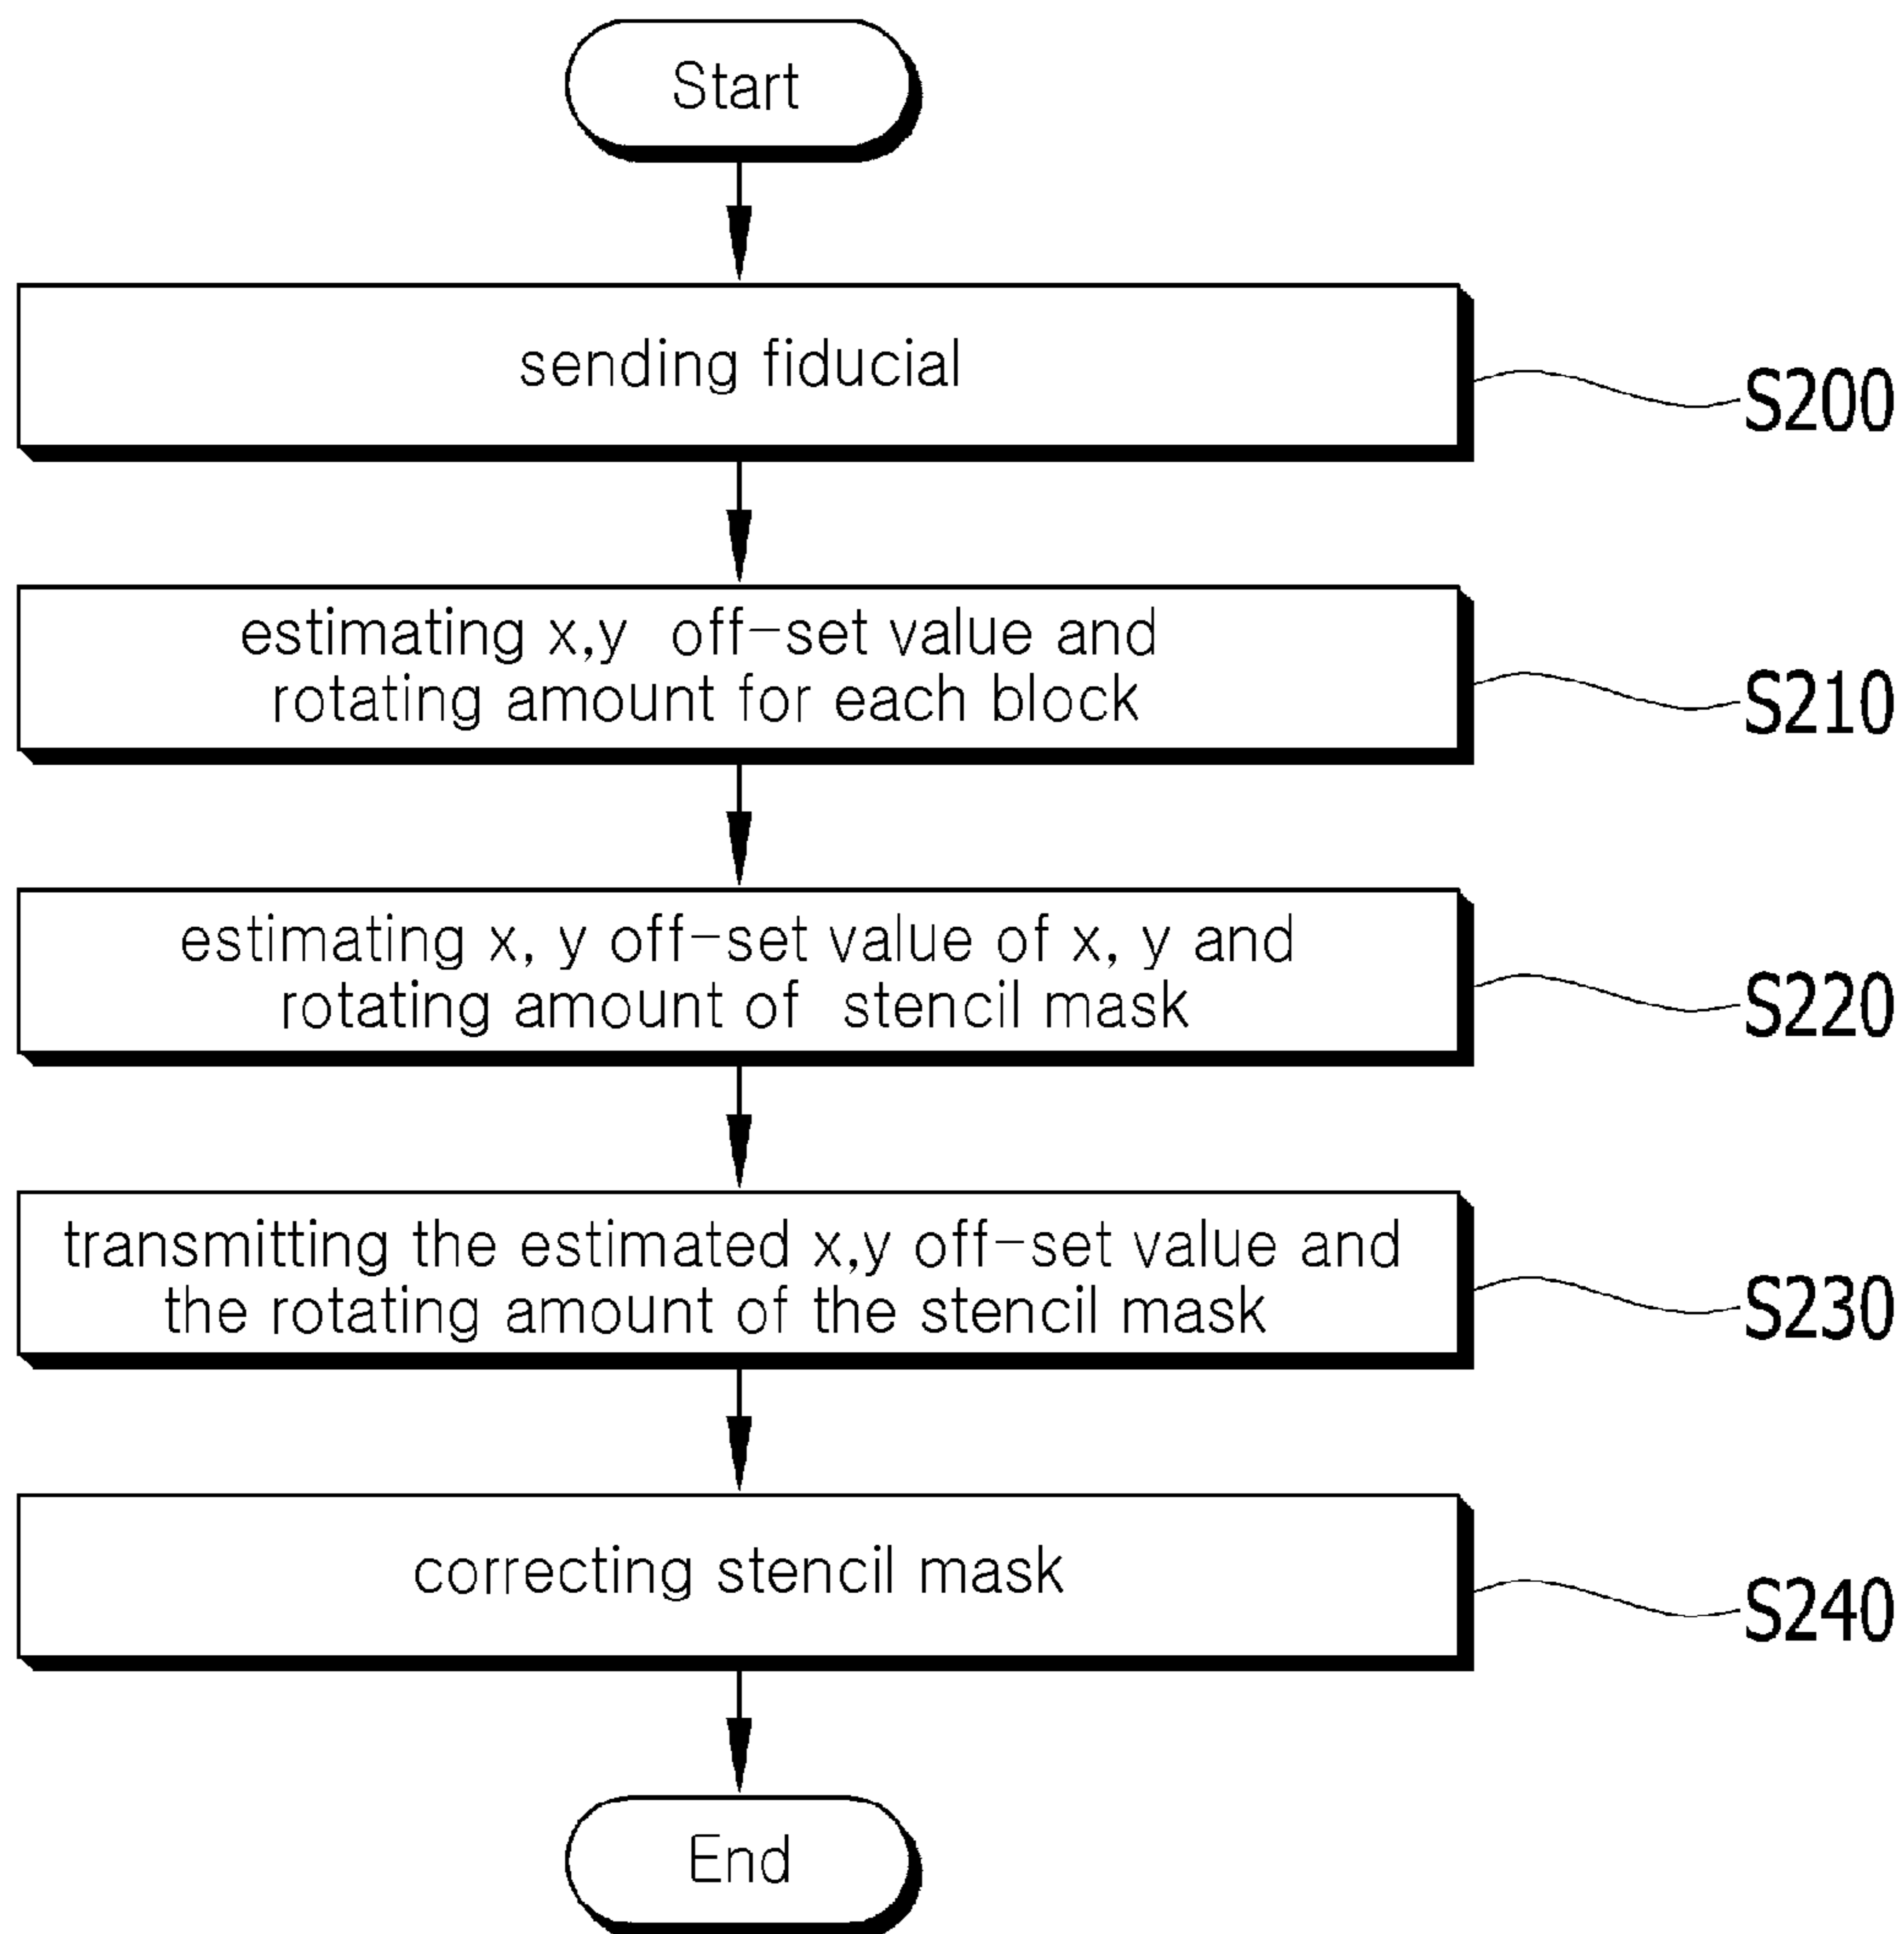 Start
sending fiducial
S200
estimating x,y off-set value and
rotating amount for each block
S210
estimating x, y off-set value of x, y and
rotating amount of stencil mask
S220
transmitting the estimated x,y off-set value and
the rotating amount of the stencil mask
S230
correcting stencil mask
S240
End